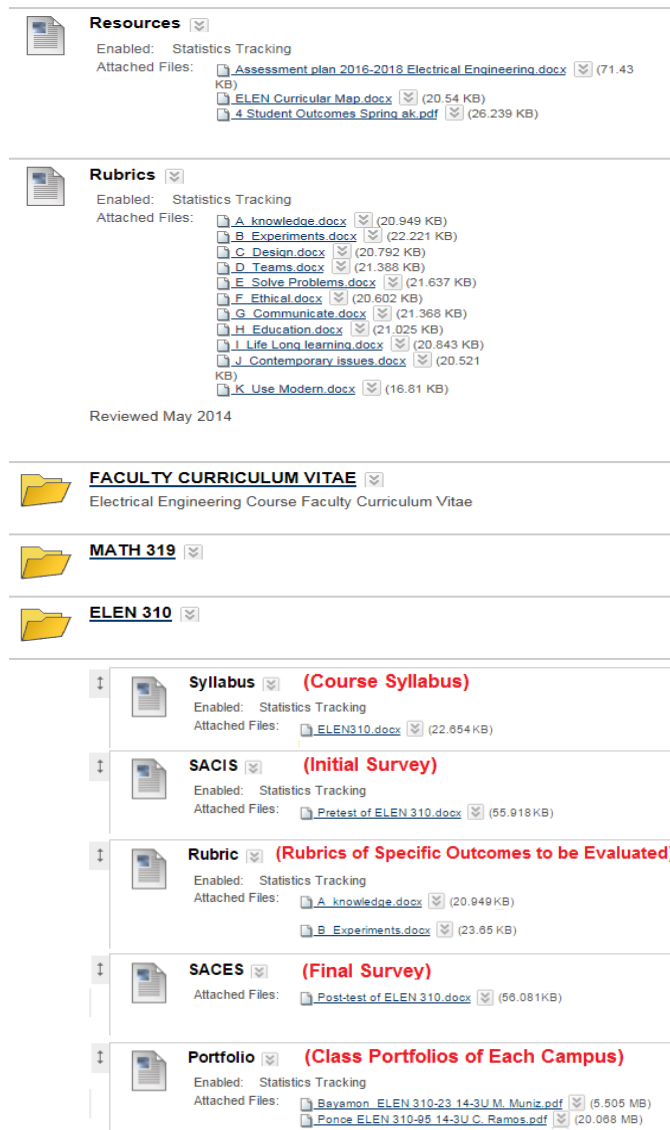 Resources
Enabled: Statistics Tracking
Attached Files: Assessment plan 2016-2018 Electrical Engineering.docx (71.43
KB)
ELEN Curricular Map.docx (20.54 KB)
4 Student Outcomes Spring ak.pdf (26.239 KB)
Rubrics
Enabled: Statistics Tracking
Attached Files: A knowledge.docx (20.949 KB)
B Experiments.docx (22.221 KB)
C Design.docx (20.792 KB)
D Teams.docx (21.388 KB)
E Solve Problems.docx (21.637 KB)
F Ethical.docx (20.602 KB)
G Communicate.docx (21.368 KB)
H Education.docx (21.025 KB)
I Life Long learning.docx (20.843 KB)
J Contemporary issues.docx (20.521
KB)
K Use Modern.docx (16.81 KB)
Reviewed May 2014
FACULTY CURRICULUM VITAE
Electrical Engineering Course Faculty Curriculum Vitae
MATH 319
ELEN 310
Syllabus (Course Syllabus)
Enabled: Statistics Tracking
Attached Files: ELEN310.docx (22.654KB)
SACIS (Initial Survey)
Enabled: Statistics Tracking
Attached Files: Pretest of ELEN 310.docx (55.918KB)
Rubric (Rubrics of Specific Outcomes to be Evaluated)
Enabled: Statistics Tracking
Attached Files: A knowledge.docx (20.949KB)
B Experiments.docx (23.65 KB)
SACES (Final Survey)
Attached Files: Post-test of ELEN 310.docx (56.081KB)
Portfolio (Class Portfolios of Each Campus)
Enabled: Statistics Tracking
Attached Files: Bayamon ELEN 310-23 14-3U M. Muniz.pdf (5.505 MB)
Ponce ELEN 310-95 14-3U C. Ramos.pdf (20.068 MB)